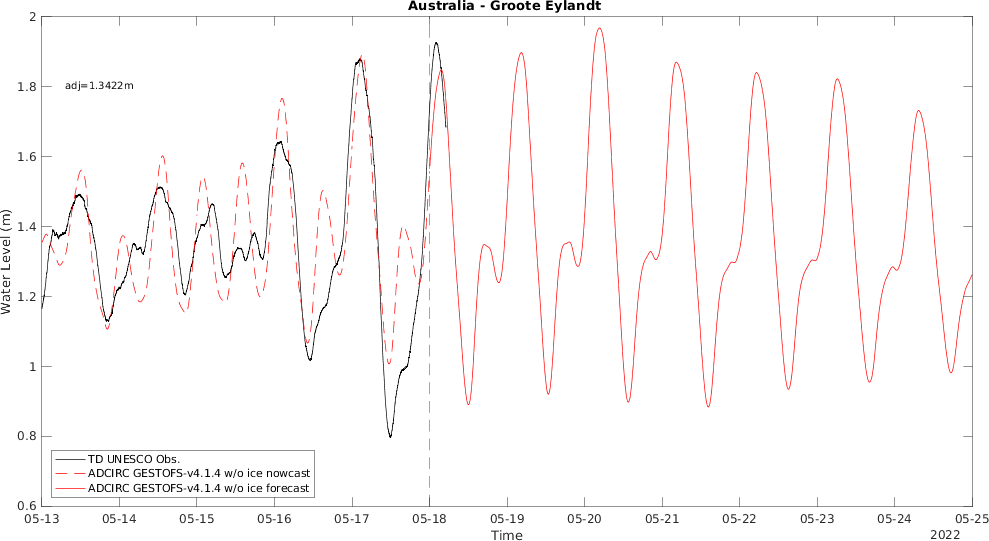 Australia - Groote Eylandt
2
1.8
1.6
1.4
1.2
1
0.8
0.6
adj=1.3422m
Water Level (m)
TD UNESCO Obs.
ADCIRC GESTOFS-v4.1.4 w/o ice nowcast
ADCIRC GESTOFS-v4.1.4 w/o ice forecast
05-13 05-14 05-15 05-16 05-17 05-18 05-19 05-20 05-21 05-22 05-23 05-24 05-25
Time
2022